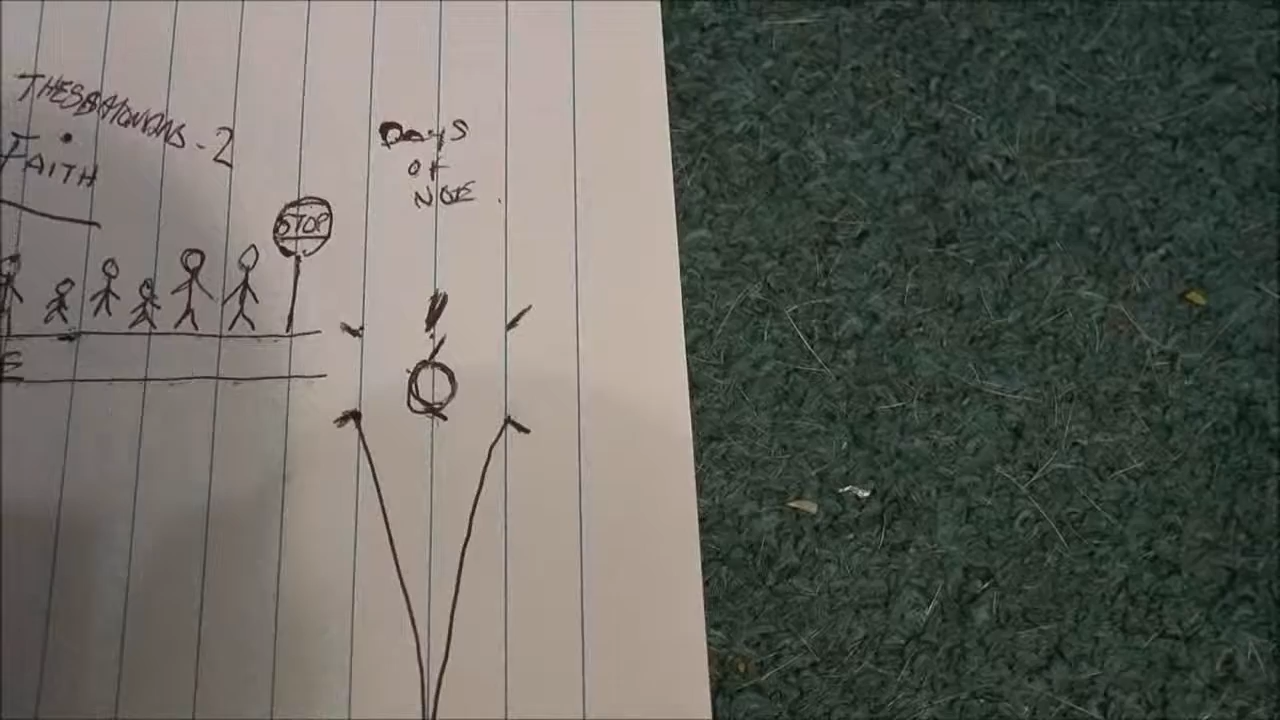 THESSALONIANS-2
FAITH
STOP
Days
of
NOE.